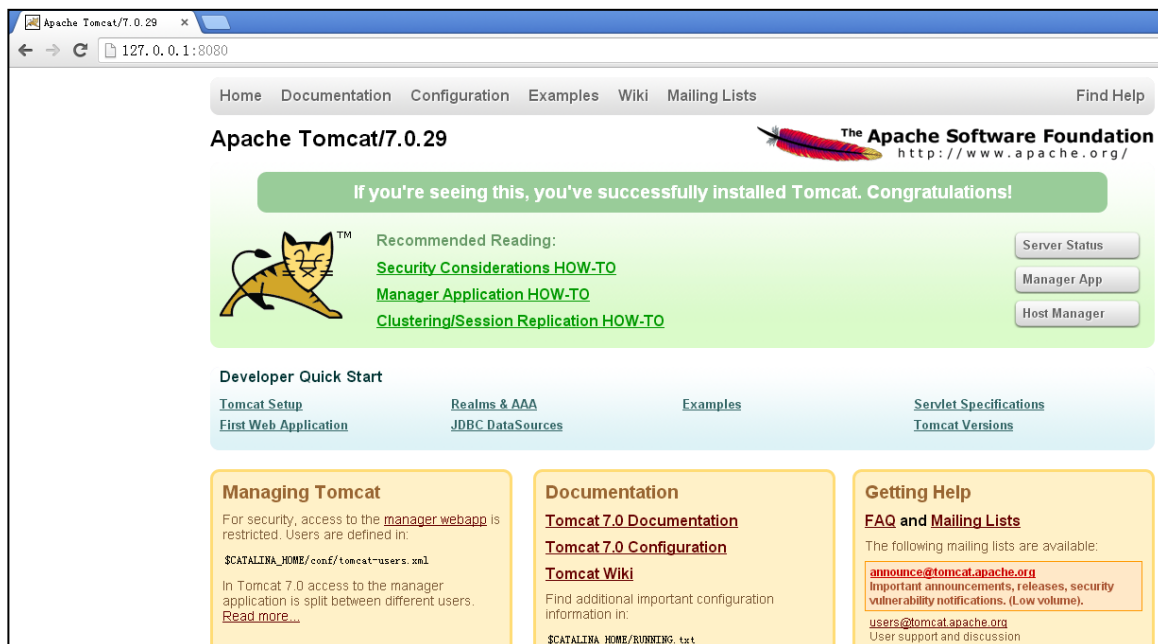 Apache Tomcat/7.0.29
127.0.0.1:8080
Home Documentation Configuration Examples Wiki Mailing Lists Find Help
Apache Tomcat/7.0.29
The Apache Software Foundation
http://www.apache.org/
If you're seeing this, you've successfully installed Tomcat. Congratulations!
TM
Recommended Reading:
Security Considerations HOW-TO
Manager Application HOW-TO
Clustering/Session Replication HOW-TO
Server Status
Manager App
Host Manager
Developer Quick Start
Tomcat Setup
First Web Application
Realms & AAA
JDBC DataSources
Examples
Servlet Specifications
Tomcat Versions
Managing Tomcat
For security, access to the manager webapp is
restricted. Users are defined in:
$CATALINA_HOME/conf/tomcat-users.xml
In Tomcat 7.0 access to the manager
application is split between different users.
Read more...
Documentation
Tomcat 7.0 Documentation
Tomcat 7.0 Configuration
Tomcat Wiki
Find additional important configuration
information in:
$CATALINA_HOME/RUNNING.txt
Getting Help
FAQ and Mailing Lists
The following mailing lists are available:
announce@tomcat.apache.org
Important announcements, releases, security
vulnerability notifications. (Low volume).
users@tomcat.apache.org
User support and discussion